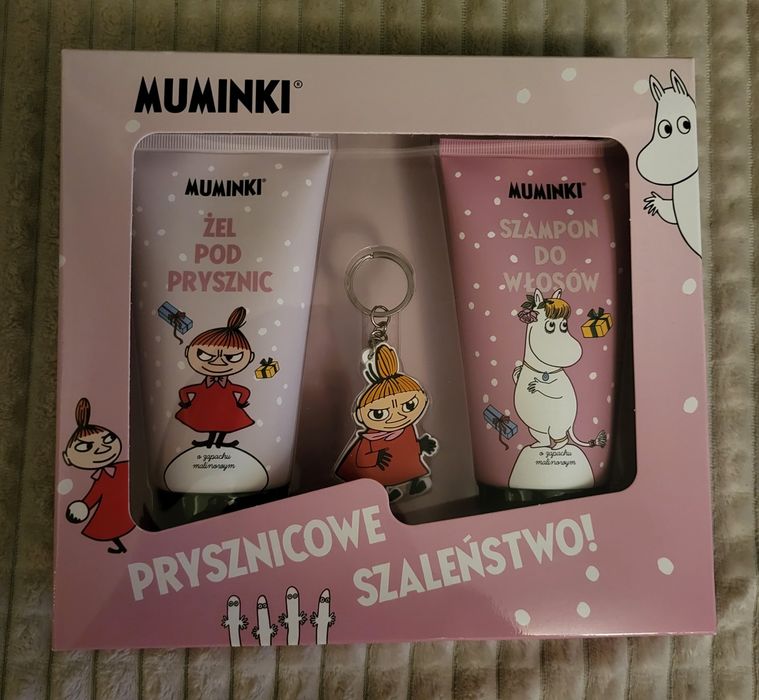 MUMINKI®
MUMINKI®
ŻEL
POD
PRYSZNIC
o zapachu
malinowym
MUMINKI®
SZAMPON
DO
WŁOSÓW
o zapachu
malinowym
PRYSZNICOWE
SZALEŃSTWO!